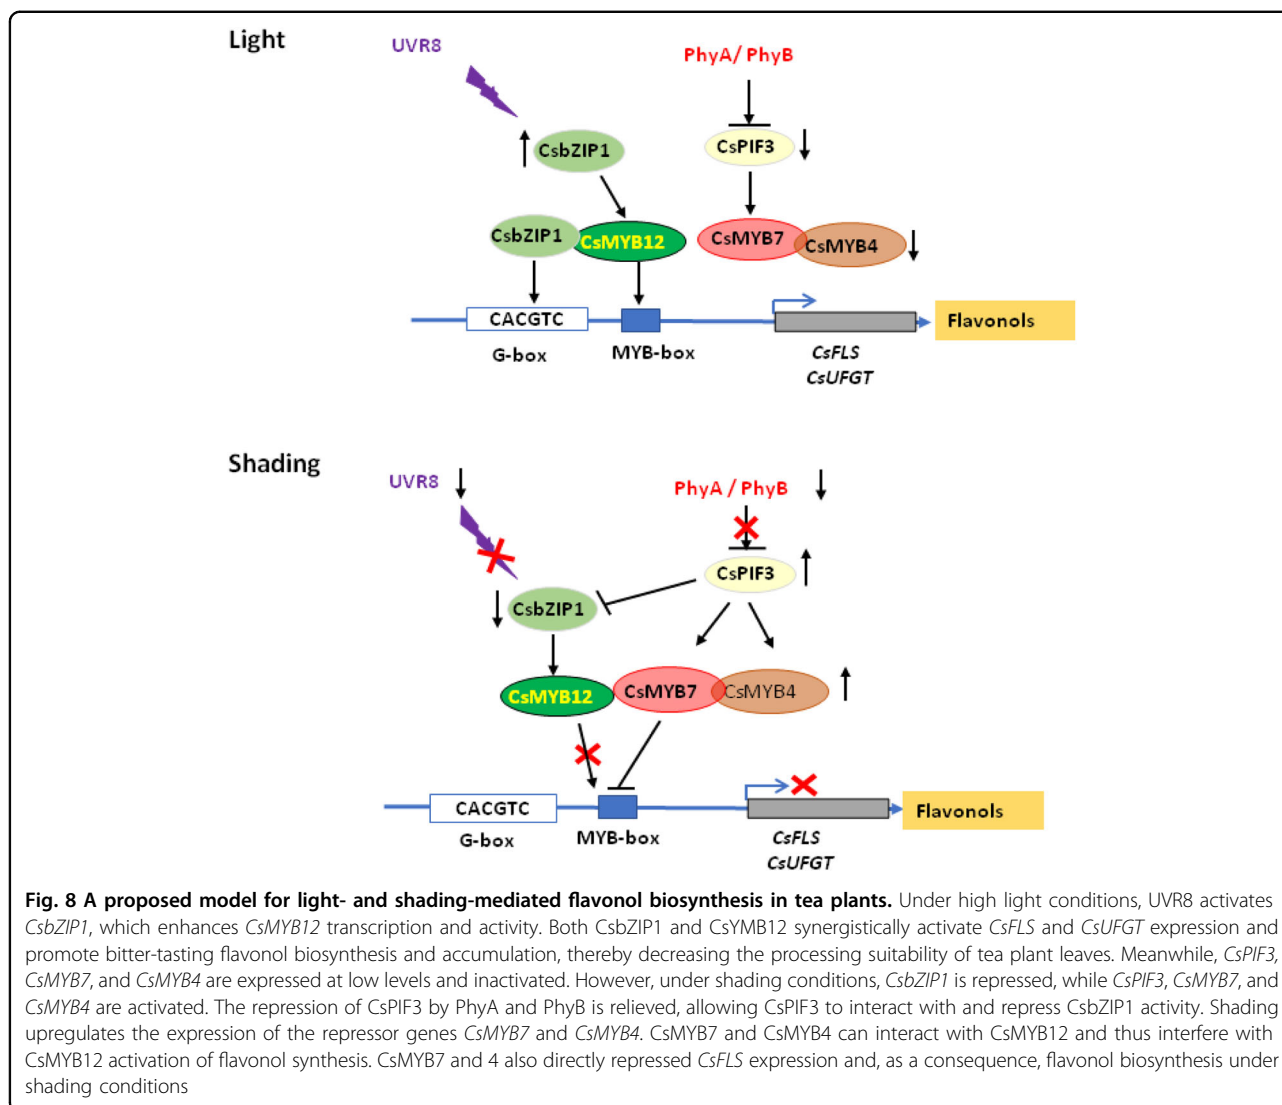 Light
UVR8
PhyA/ PhyB
CsbZIP1
CsPIF3
CsbZIP1
CsMYB12
CsMYB7
CsMYB4
CACGTC
Flavonols
G-box
MYB-box
CsFLS
CsUFGT
Shading
UVR8
PhyA / PhyB
CsPIF3
CsbZIP1
CsMYB12
CsMYB7
CsMYB4
CACGTC
Flavonols
G-box
MYB-box
CsFLS
CsUFGT
Fig. 8 A proposed model for light- and shading-mediated flavonol biosynthesis in tea plants. Under high light conditions, UVR8 activates
CsbZIP1, which enhances CsMYB12 transcription and activity. Both CsbZIP1 and CsYMB12 synergistically activate CsFLS and CsUFGT expression and
promote bitter-tasting flavonol biosynthesis and accumulation, thereby decreasing the processing suitability of tea plant leaves. Meanwhile, CsPIF3,
CsMYB7, and CsMYB4 are expressed at low levels and inactivated. However, under shading conditions, CsbZIP1 is repressed, while CsPIF3, CsMYB7, and
CsMYB4 are activated. The repression of CsPIF3 by PhyA and PhyB is relieved, allowing CsPIF3 to interact with and repress CsbZIP1 activity. Shading
upregulates the expression of the repressor genes CsMYB7 and CsMYB4. CsMYB7 and CsMYB4 can interact with CsMYB12 and thus interfere with
CsMYB12 activation of flavonol synthesis. CsMYB7 and 4 also directly repressed CsFLS expression and, as a consequence, flavonol biosynthesis under
shading conditions